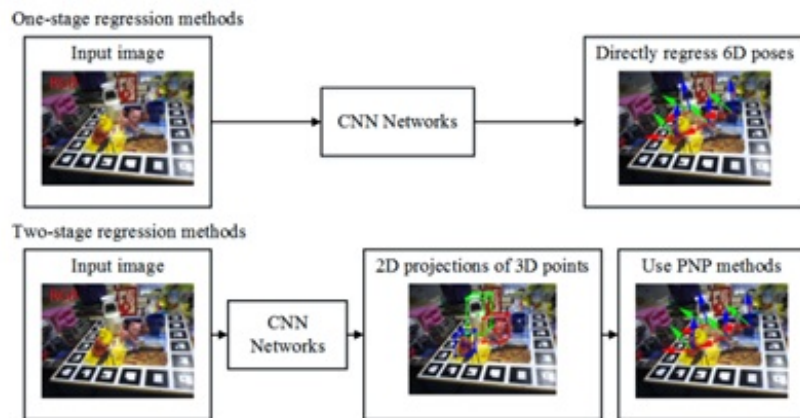 One-stage regression methods
Input image
CNN Networks
Directly regress 6D poses
Two-stage regression methods
Input image
CNN
Networks
2D projections of 3D points
Use PNP methods